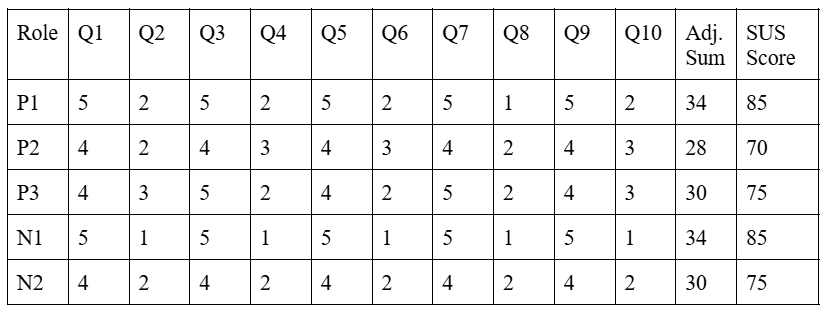 Role Q1 Q2 Q3 Q4 Q5 Q6 Q7 Q8 Q9 Q10 Adj. Sum SUS Score
P1 5 2 5 2 5 2 5 1 5 2 34 85
P2 4 2 4 3 4 3 4 2 4 3 28 70
P3 4 3 5 2 4 2 5 2 4 3 30 75
N1 5 1 5 1 5 1 5 1 5 1 34 85
N2 4 2 4 2 4 2 4 2 4 2 30 75